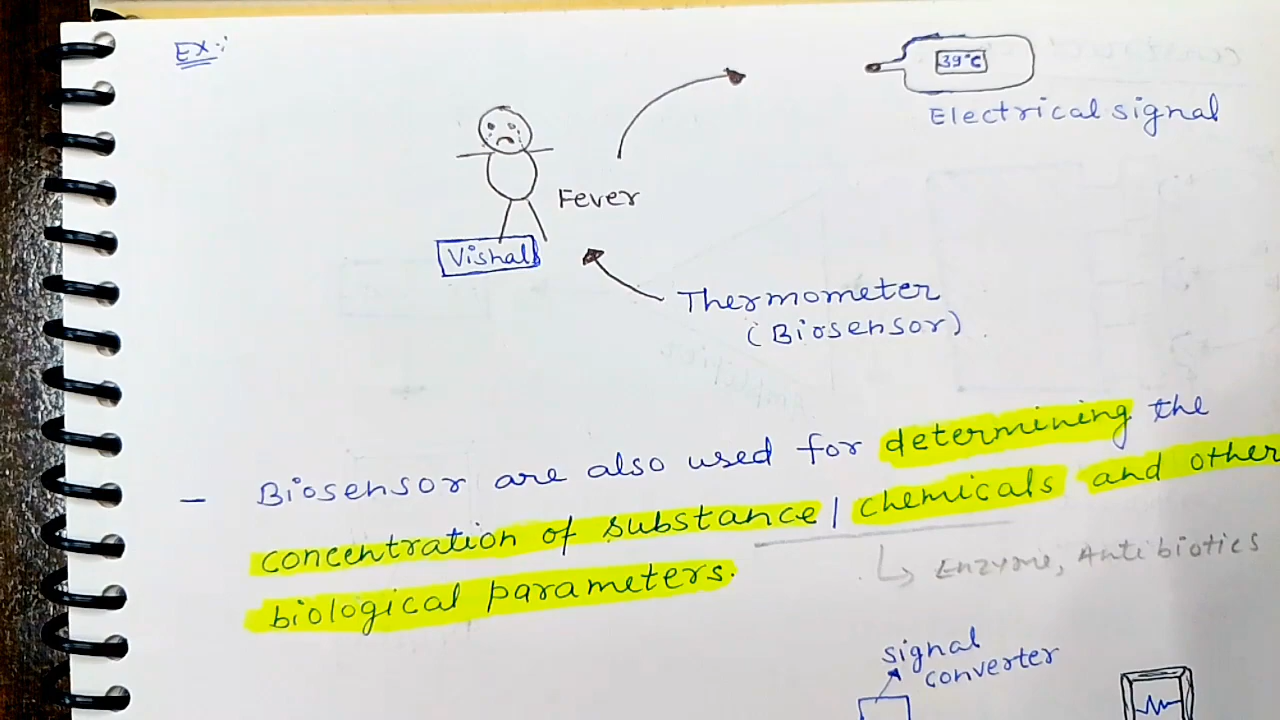 Ex:
39°C
Electrical signal
Fever
Vishal
Thermometer
(Biosensor)
- Biosensor are also used for determining the
concentration of substance/chemicals and other
biological parameters.
↳ Enzyme, Antibiotics
signal
converter